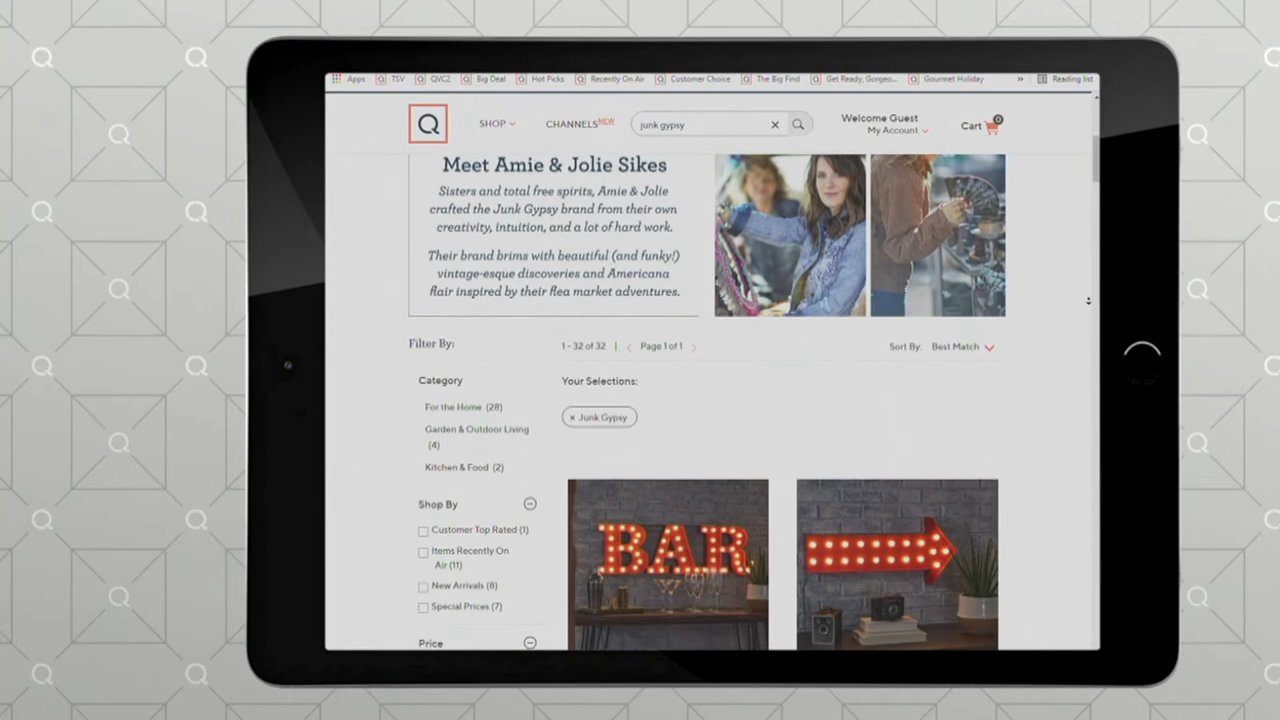 Apps TSV QVC2 Big Deal Hot Picks Recently On Air Customer Choice The Big Find Get Ready, Gorgeo... Gourmet Holiday » Reading list
Q SHOP CHANNELS NEW junk gypsy Welcome Guest
My Account
Cart 0
Meet Amie & Jolie Sikes
Sisters and total free spirits, Amie & Jolie
crafted the Junk Gypsy brand from their own
creativity, intuition, and a lot of hard work.
Their brand brims with beautiful (and funky!)
vintage-esque discoveries and Americana
flair inspired by their flea market adventures.
Filter By:
1 - 32 of 32 | < Page 1 of 1 >
Sort By: Best Match
Category
For the Home (28)
Garden & Outdoor Living
(4)
Kitchen & Food (2)
Shop By
Customer Top Rated (1)
Items Recently On
Air (11)
New Arrivals (8)
Special Prices (7)
Price
Your Selections:
× Junk Gypsy
BAR